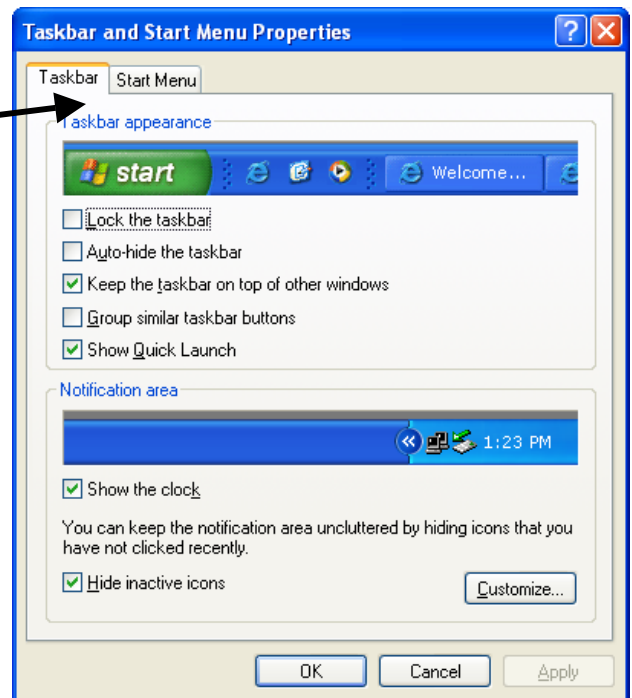 Taskbar and Start Menu Properties
Taskbar
Start Menu
Taskbar appearance
start
Welcome...
Lock the taskbar
Auto-hide the taskbar
Keep the taskbar on top of other windows
Group similar taskbar buttons
Show Quick Launch
Notification area
1:23 PM
Show the clock
You can keep the notification area uncluttered by hiding icons that you
have not clicked recently.
Hide inactive icons
Customize...
OK
Cancel
Apply